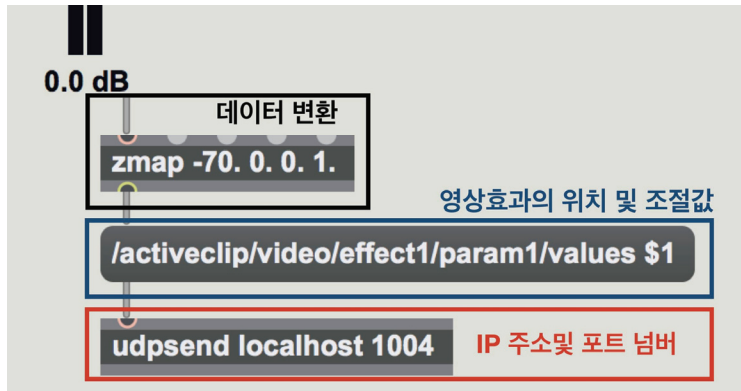 0.0 dB
데이터 변환
zmap -70. 0. 0. 1.
영상효과의 위치 및 조절값
/activeclip/video/effect1/param1/values $1
udpsend localhost 1004
IP 주소및 포트 넘버